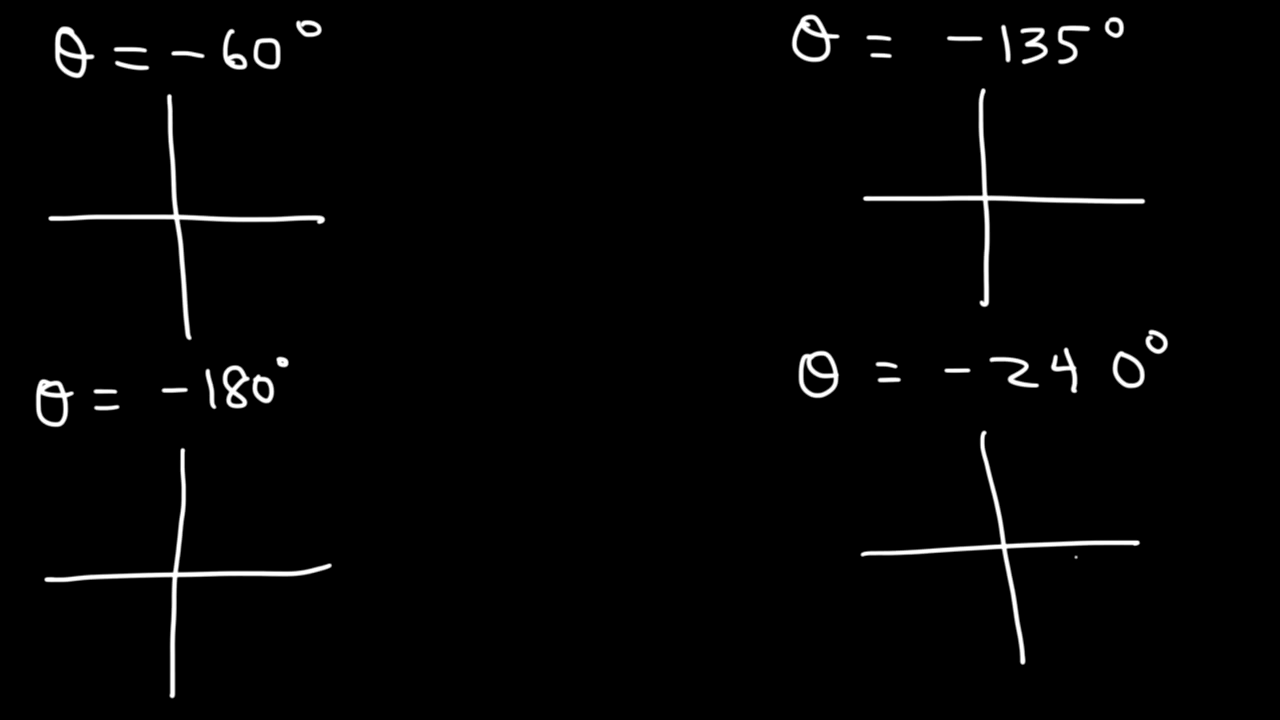 θ = -60°
θ = -135°
θ = -180°
θ = -240°